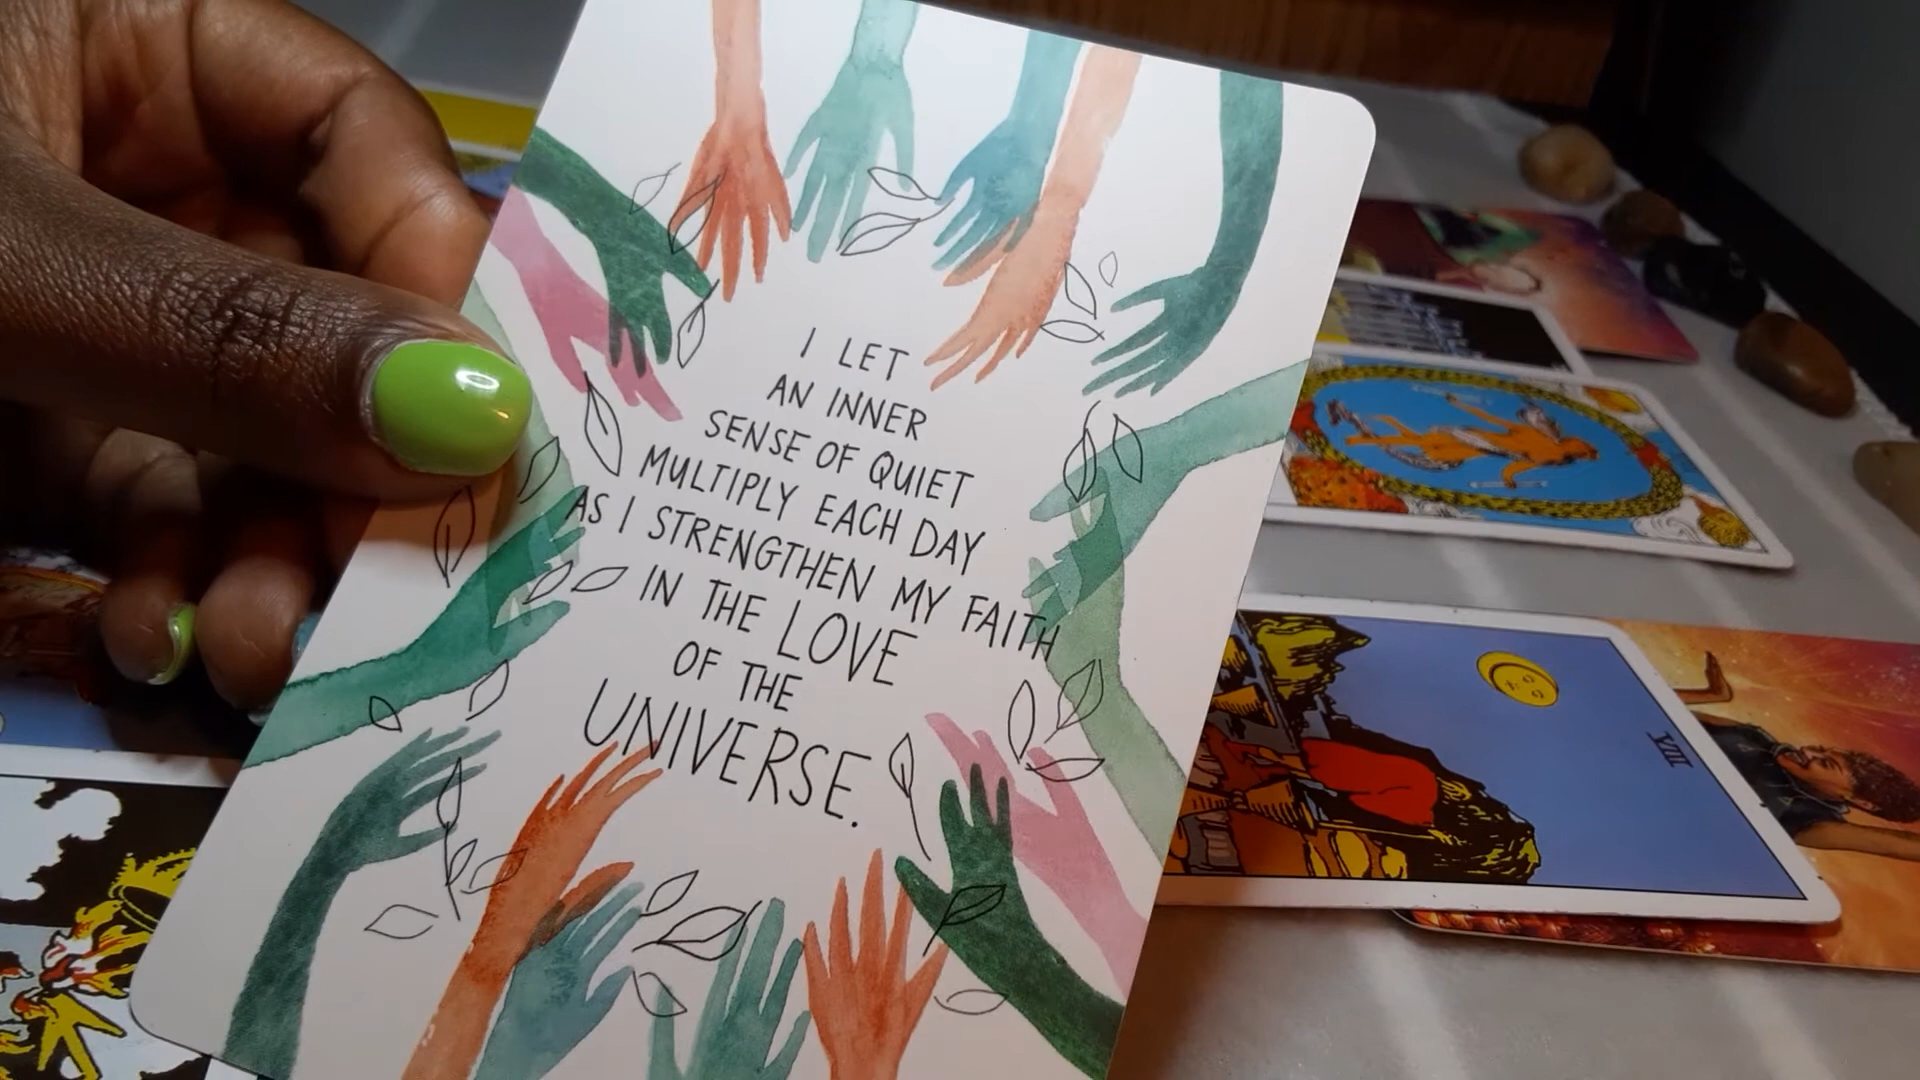 I LET
AN INNER
SENSE OF QUIET
MULTIPLY EACH DAY
AS I STRENGTHEN MY FAITH
IN THE LOVE
OF THE
UNIVERSE.
VIII